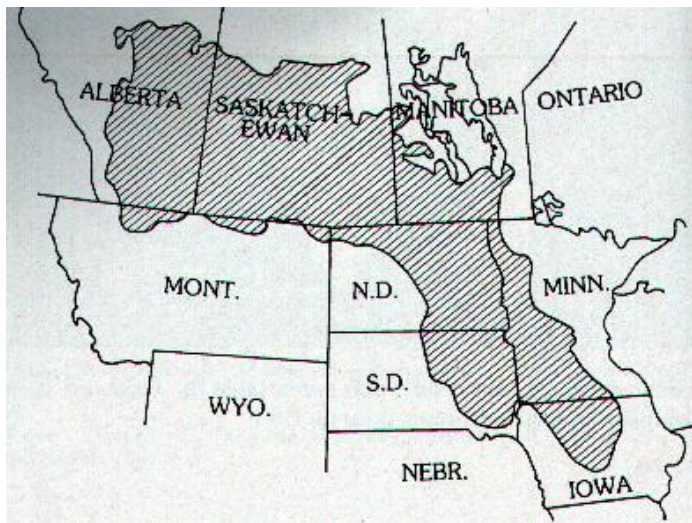 ALBERTA
SASKATCH-
EWAN
MANITOBA
ONTARIO
MONT.
N.D.
MINN.
S.D.
WYO.
NEBR.
IOWA